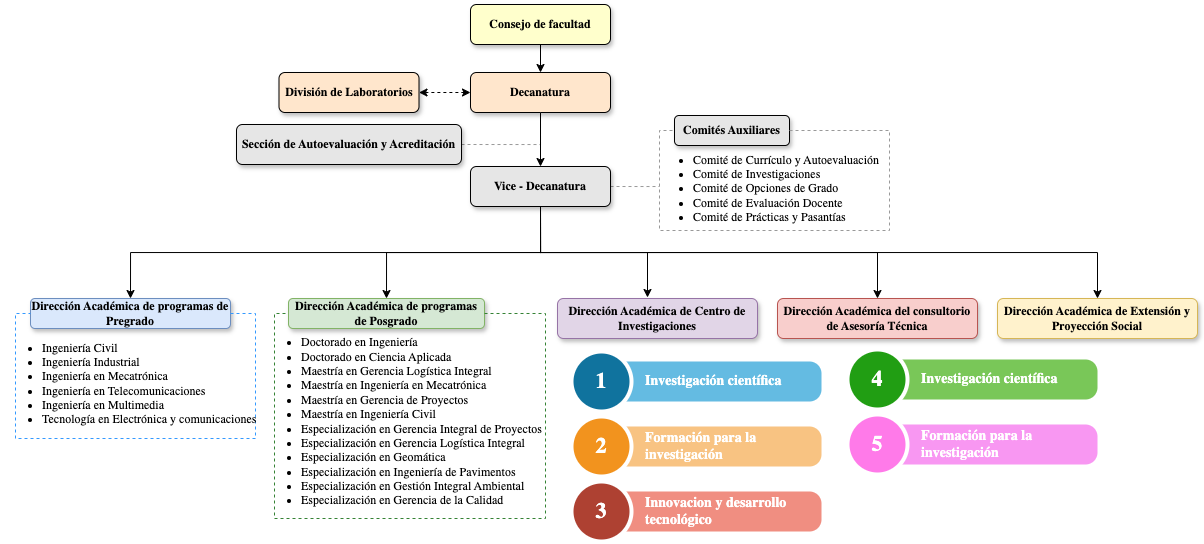 Consejo de facultad
División de Laboratorios
Decanatura
Sección de Autoevaluación y Acreditación
Vice - Decanatura
Comités Auxiliares
Comité de Currículo y Autoevaluación
Comité de Investigaciones
Comité de Opciones de Grado
Comité de Evaluación Docente
Comité de Prácticas y Pasantías
Dirección Académica de programas de
Pregrado
Ingeniería Civil
Ingeniería Industrial
Ingeniería en Mecatrónica
Ingeniería en Telecomunicaciones
Ingeniería en Multimedia
Tecnología en Electrónica y comunicaciones
Dirección Académica de programas
de Posgrado
Doctorado en Ingeniería
Doctorado en Ciencia Aplicada
Maestría en Gerencia Logística Integral
Maestría en Ingeniería en Mecatrónica
Maestría en Gerencia de Proyectos
Maestría en Ingeniería Civil
Especialización en Gerencia Integral de Proyectos
Especialización en Gerencia Logística Integral
Especialización en Geomática
Especialización en Ingeniería de Pavimentos
Especialización en Gestión Integral Ambiental
Especialización en Gerencia de la Calidad
Dirección Académica de Centro de
Investigaciones
1 Investigación científica
2 Formación para la
investigación
3 Innovacion y desarrollo
tecnológico
Dirección Académica del consultorio
de Asesoría Técnica
4 Investigación científica
5 Formación para la
investigación
Dirección Académica de Extensión y
Proyección Social